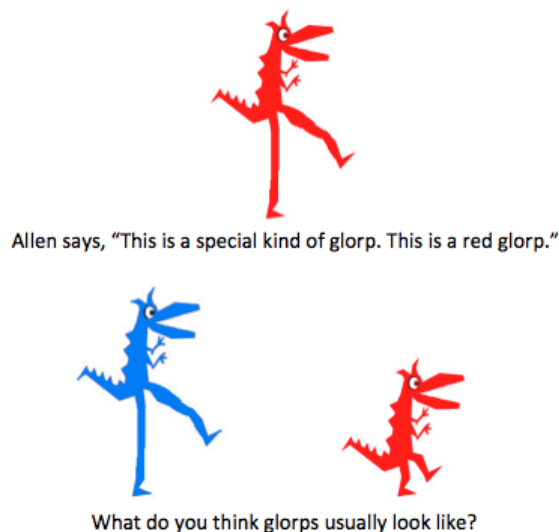 Allen says, “This is a special kind of glorp. This is a red glorp.”
What do you think glorps usually look like?